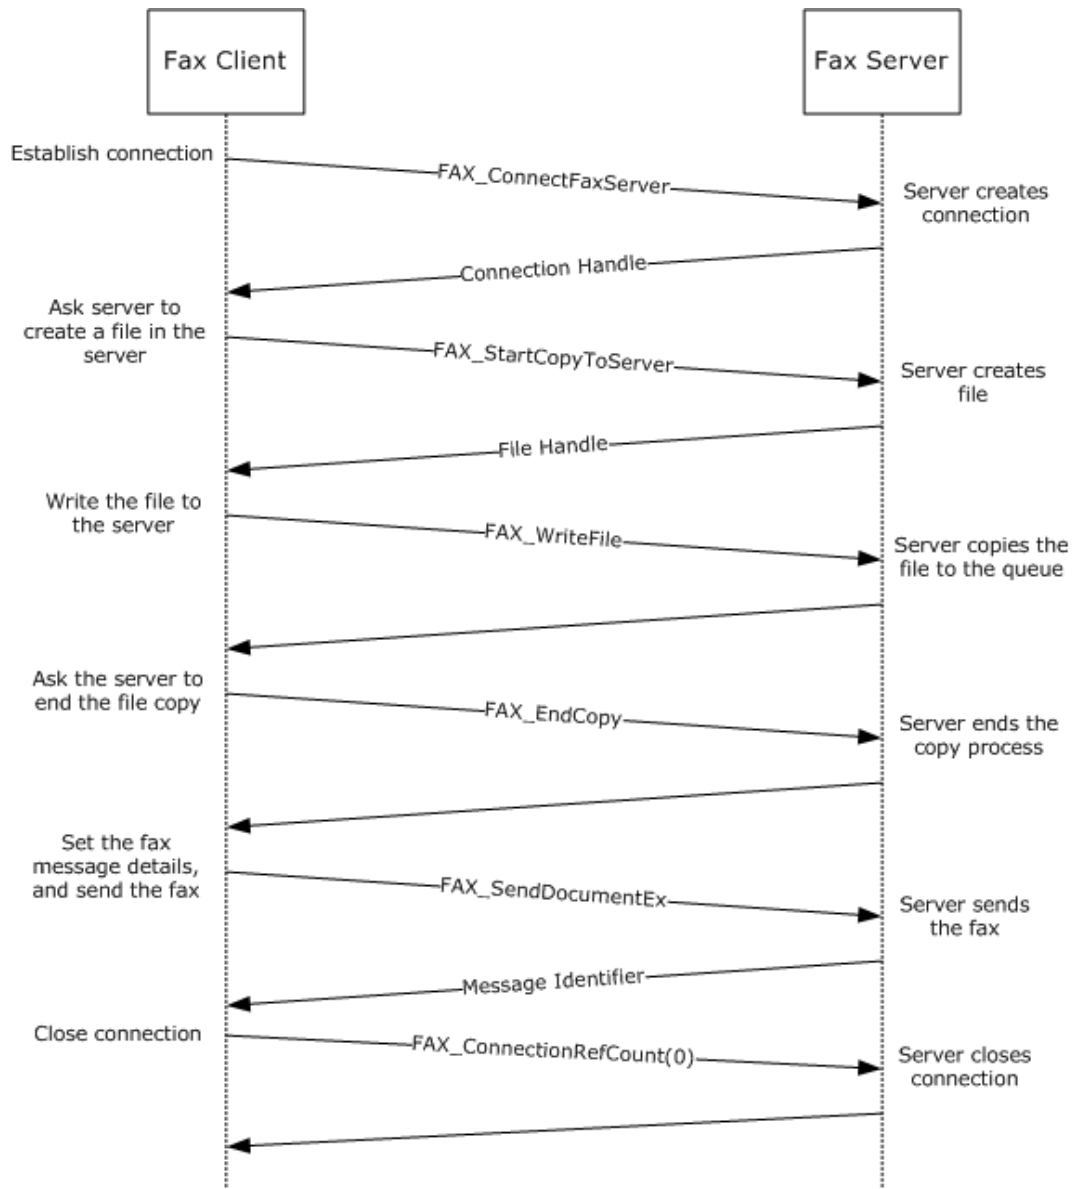 Fax Client
Fax Server
Establish connection
FAX_ConnectFaxServer
Server creates
connection
Connection Handle
Ask server to
create a file in the
server
FAX_StartCopyToServer
Server creates
file
File Handle
Write the file to
the server
FAX_WriteFile
Server copies the
file to the queue
Ask the server to
end the file copy
FAX_EndCopy
Server ends the
copy process
Set the fax
message details,
and send the fax
FAX_SendDocumentEx
Server sends
the fax
Message Identifier
Close connection
FAX_ConnectionRefCount(0)
Server closes
connection